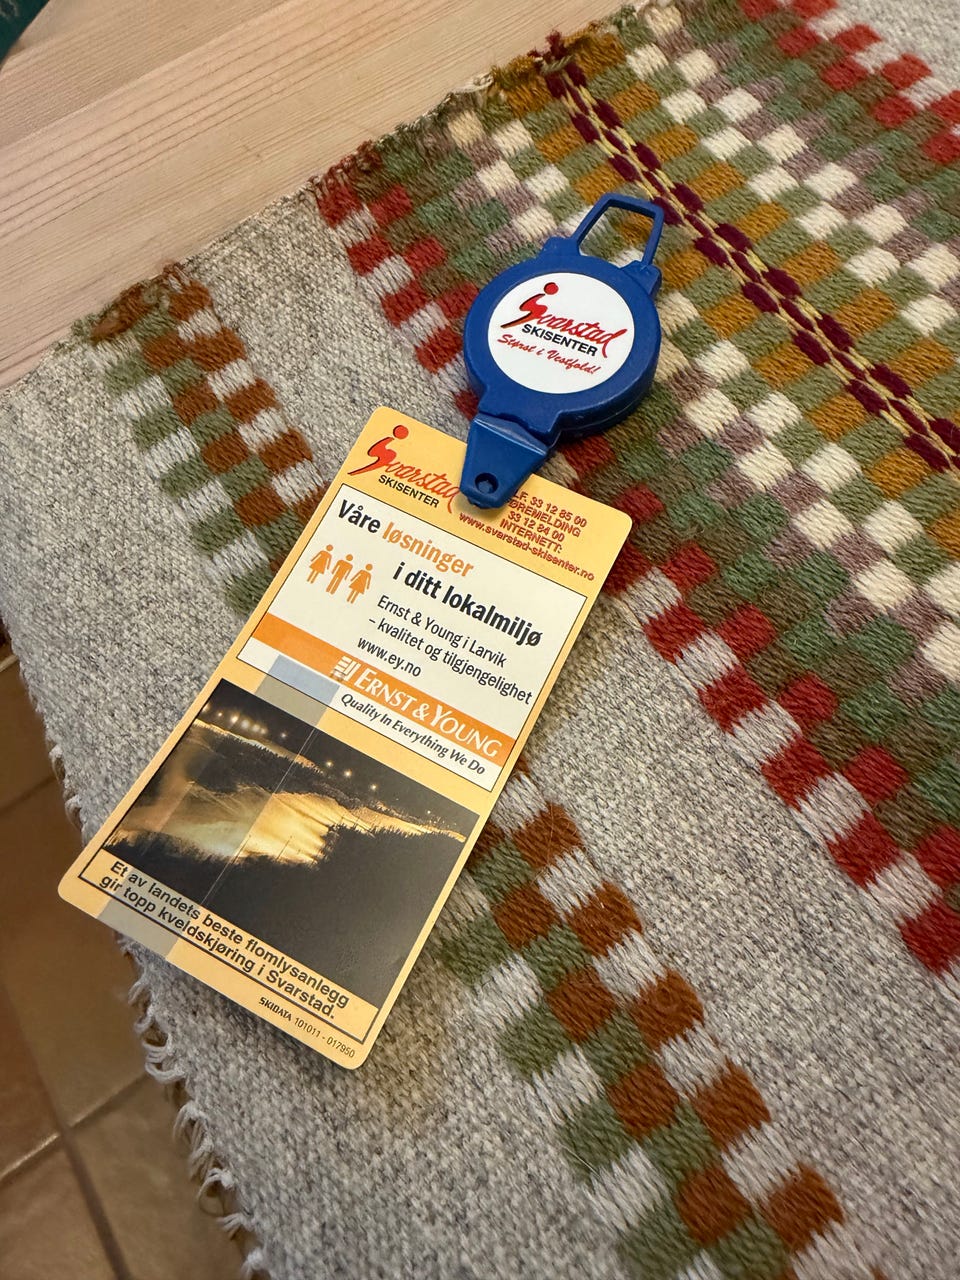 Svarstad
SKISENTER
Størst i Vestfold!
Svarstad
SKISENTER
33 12 85 00
FØREMELDING
33 12 84 00
INTERNETT:
www.svarstad-skisenter.no
Våre løsninger
i ditt lokalmiljø
Ernst & Young i Larvik
– kvalitet og tilgjengelighet
www.ey.no
ERNST & YOUNG
Quality In Everything We Do
Et av landets beste flomlysanlegg
gir topp kveldskjøring i Svarstad.
SKIDATA 101011 - 017950